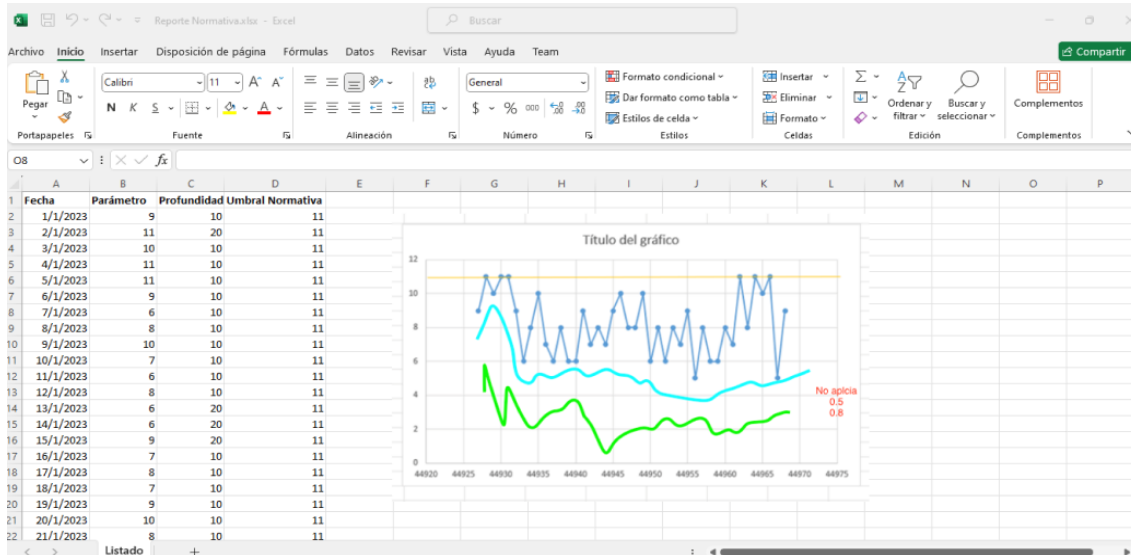 Reporte Normativa.xlsx - Excel
Buscar
Archivo Inicio Insertar Disposición de página Fórmulas Datos Revisar Vista Ayuda Team
Compartir
Pegar
Portapapeles
Calibri 11
N K S
Fuente
Alineación
General
$ % 000
Número
Formato condicional
Dar formato como tabla
Estilos de celda
Estilos
Insertar
Eliminar
Formato
Celdas
Ordenar y filtrar
Buscar y seleccionar
Edición
Complementos
Complementos
O8 fx
A B C D E F G H I J K L M N O P
1 Fecha Parámetro Profundidad Umbral Normativa
2 1/1/2023 9 10 11
3 2/1/2023 11 20 11
4 3/1/2023 10 10 11
5 4/1/2023 11 10 11
6 5/1/2023 11 10 11
7 6/1/2023 9 10 11
8 7/1/2023 6 10 11
9 8/1/2023 8 10 11
10 9/1/2023 10 10 11
11 10/1/2023 7 10 11
12 11/1/2023 6 10 11
13 12/1/2023 8 10 11
14 13/1/2023 6 20 11
15 14/1/2023 6 20 11
16 15/1/2023 9 20 11
17 16/1/2023 7 10 11
18 17/1/2023 8 10 11
19 18/1/2023 7 10 11
20 19/1/2023 9 10 11
21 20/1/2023 10 10 11
22 21/1/2023 8 10 11
Título del gráfico
12
10
8
6
4
2
0
44920 44925 44930 44935 44940 44945 44950 44955 44960 44965 44970 44975
No aplcia
0.5
0.8
Listado